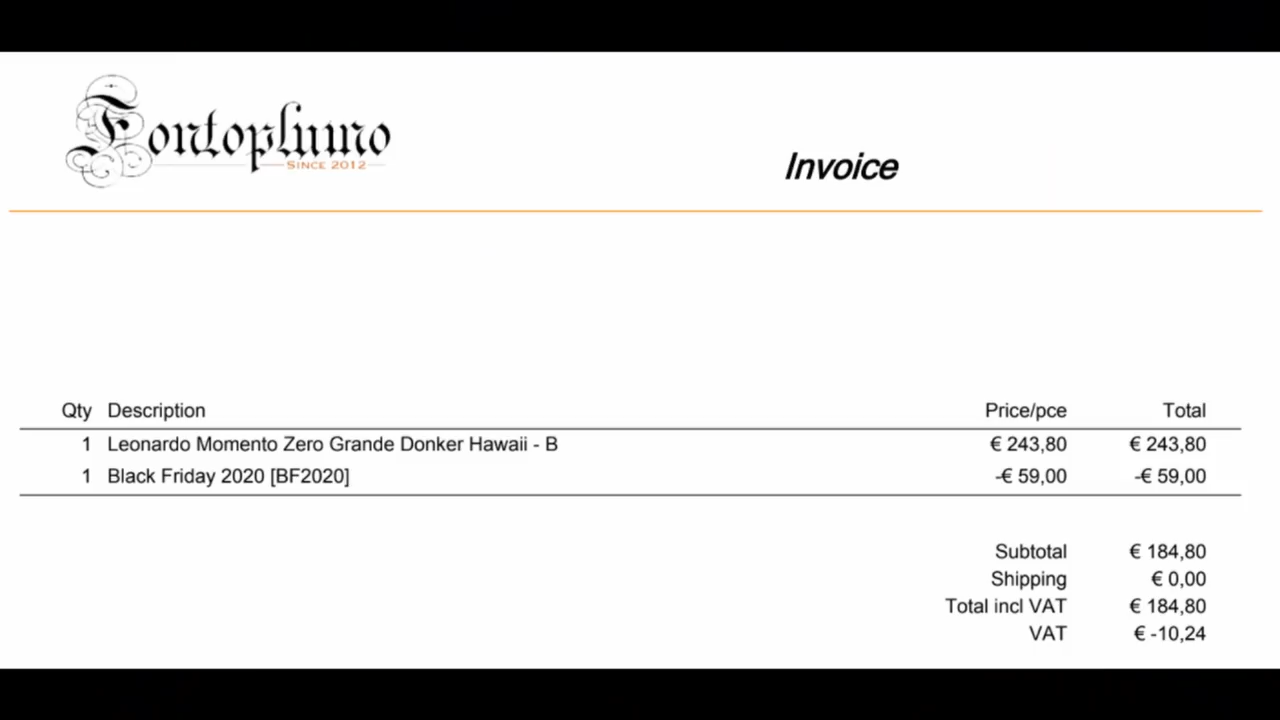 Fontoplumo
SINCE 2012
Invoice
Qty Description Price/pce Total
1 Leonardo Momento Zero Grande Donker Hawaii - B € 243,80 € 243,80
1 Black Friday 2020 [BF2020] -€ 59,00 -€ 59,00
Subtotal € 184,80
Shipping € 0,00
Total incl VAT € 184,80
VAT € -10,24